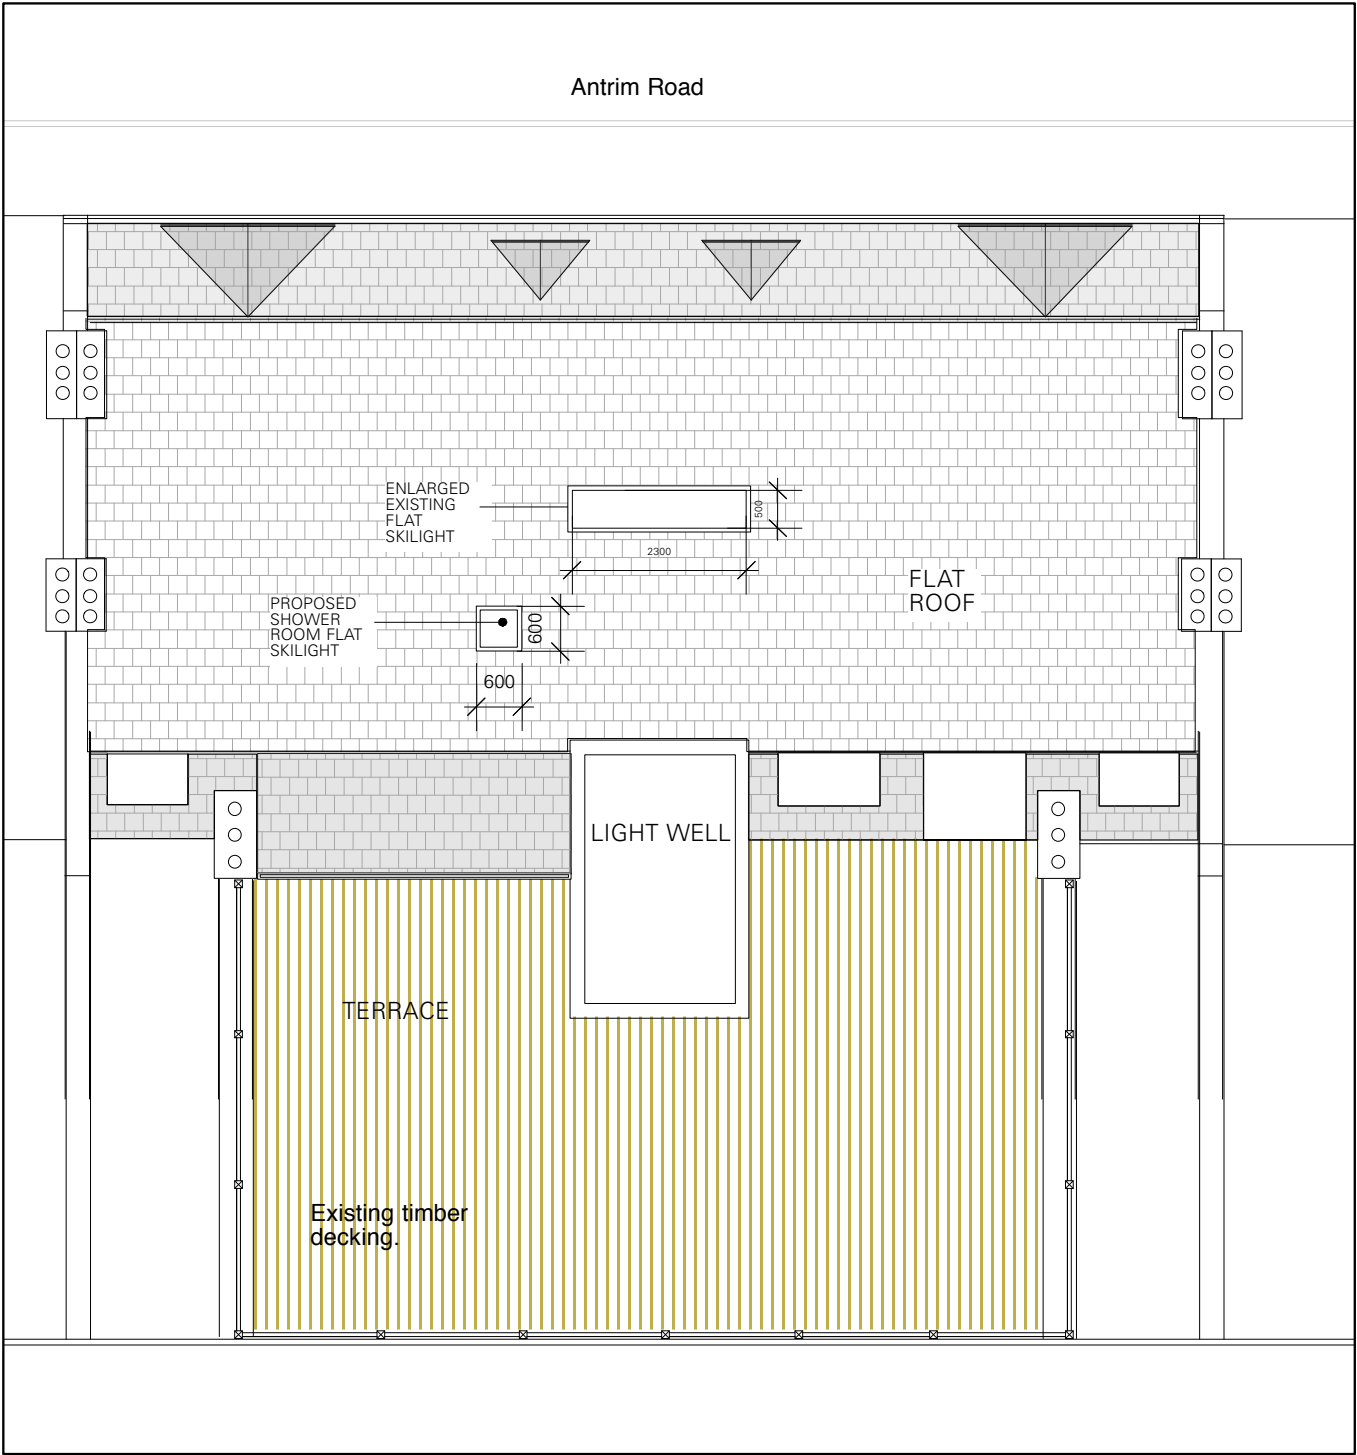 Antrim Road
ENLARGED
EXISTING
FLAT
SKILIGHT
500
2300
FLAT
ROOF
PROPOSED
SHOWER
ROOM FLAT
SKILIGHT
600
600
LIGHT WELL
TERRACE
Existing timber
decking.